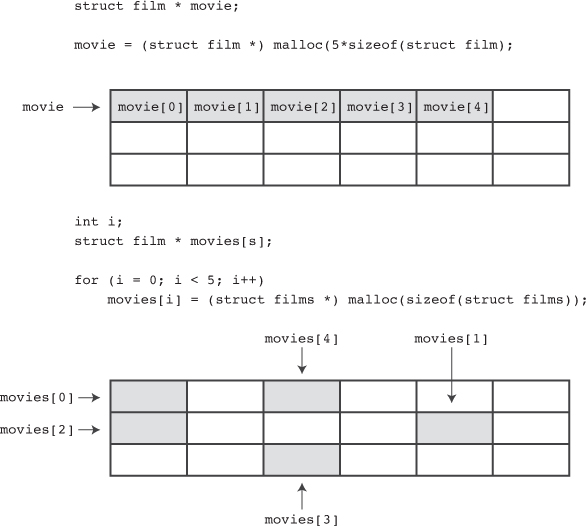 struct film * movie;
movie = (struct film *) malloc(5*sizeof(struct film);
movie movie[0] movie[1] movie[2] movie[3] movie[4]
int i;
struct film * movies[s];
for (i = 0; i < 5; i++)
movies[i] = (struct films *) malloc(sizeof(struct films));
movies[4] movies[1]
movies[0]
movies[2]
movies[3]